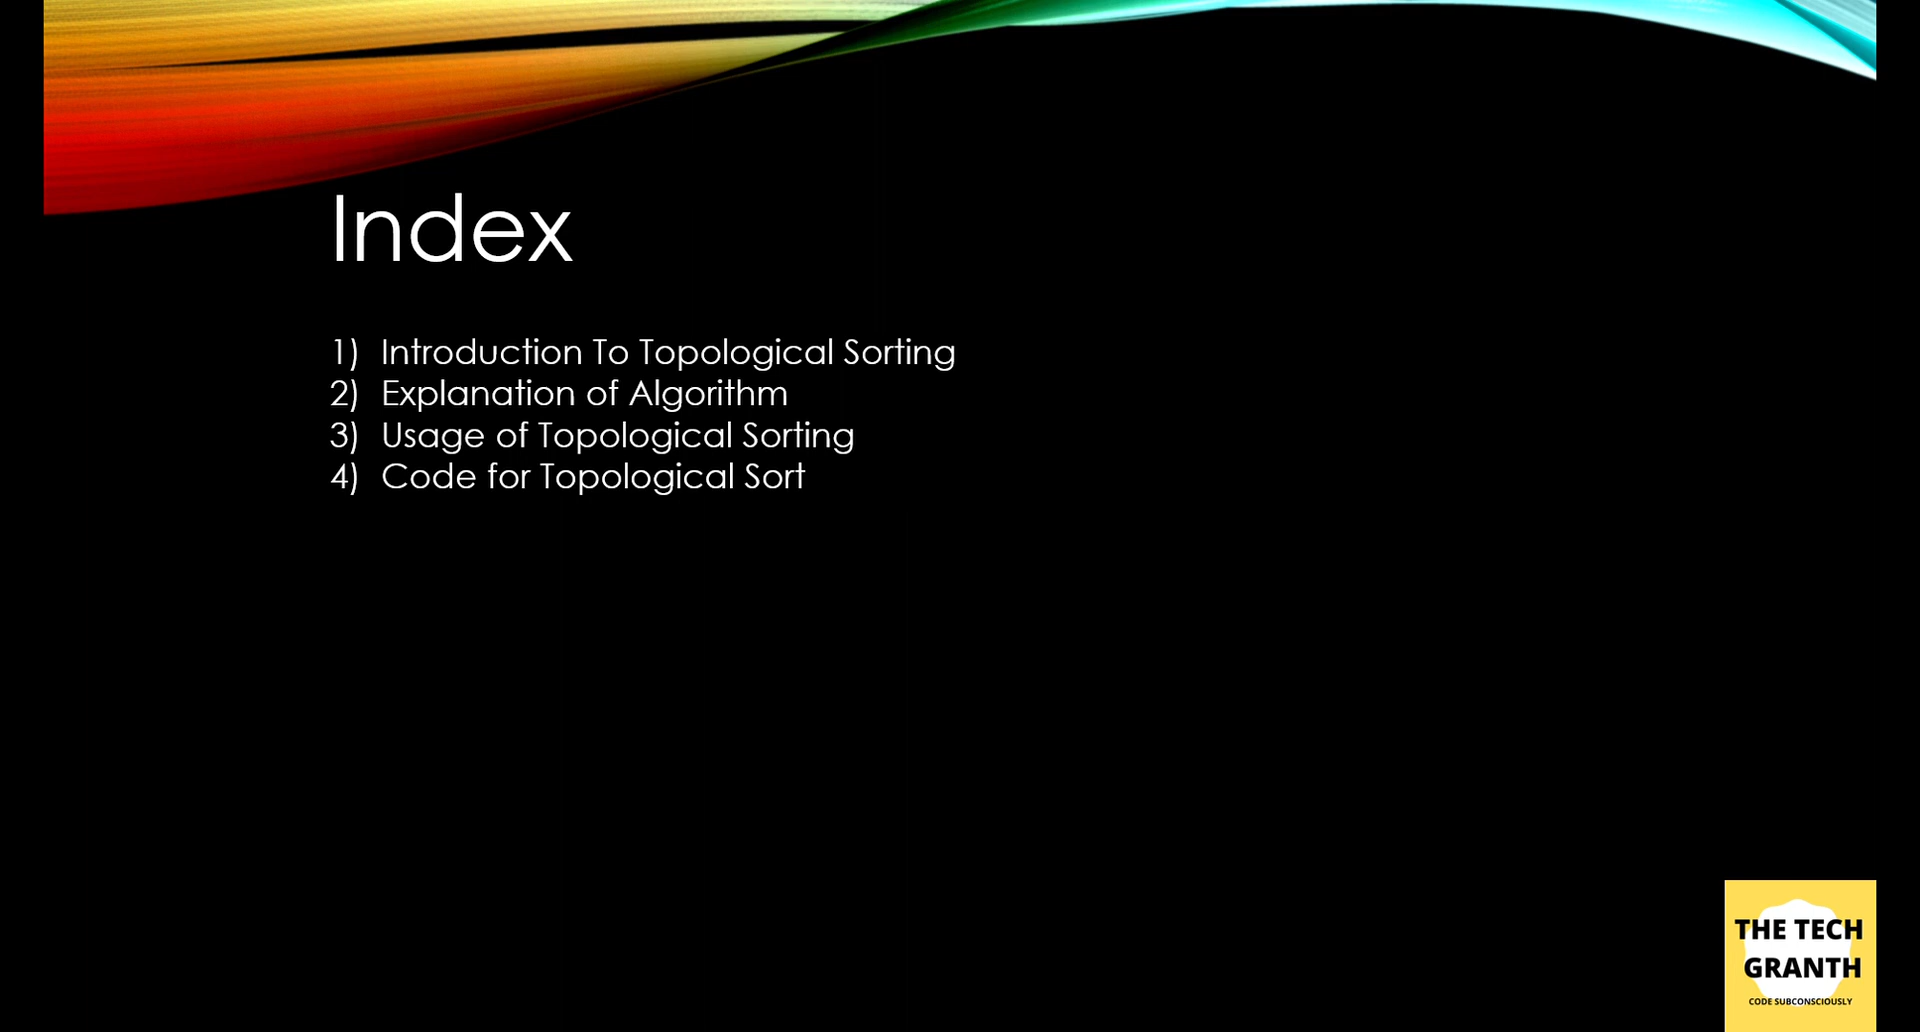 Index
1) Introduction To Topological Sorting
2) Explanation of Algorithm
3) Usage of Topological Sorting
4) Code for Topological Sort
THE TECH
GRANTH
CODE SUBCONSCIOUSLY